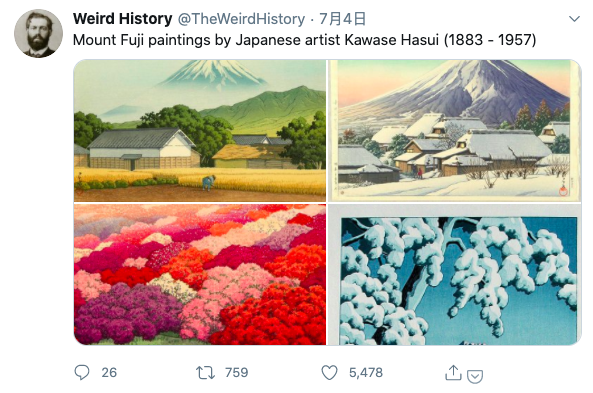 Weird History @TheWeirdHistory · 7月4日
Mount Fuji paintings by Japanese artist Kawase Hasui (1883 - 1957)
26 759 5,478